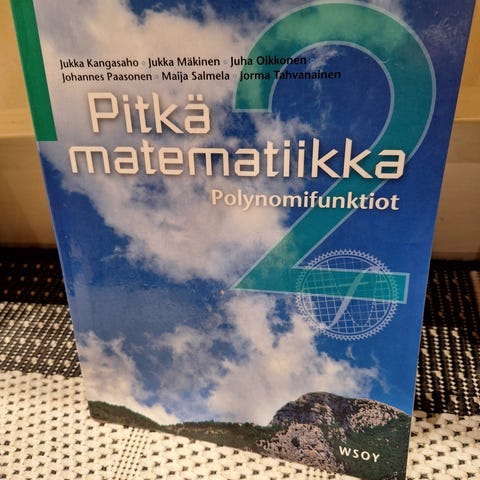 Jukka Kangasaho ◦ Jukka Mäkinen ◦ Juha Oikkonen ◦
Johannes Paasonen ◦ Maija Salmela ◦ Jorma Tahvanainen
2
Pitkä
matematiikka
Polynomifunktiot
WSOY